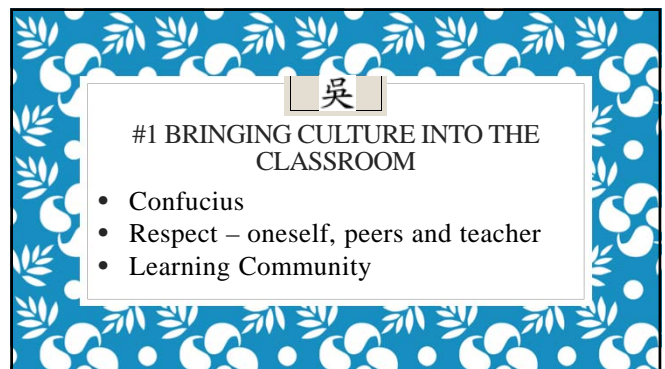 吳
#1 BRINGING CULTURE INTO THE
CLASSROOM
• Confucius
• Respect – oneself, peers and teacher
• Learning Community